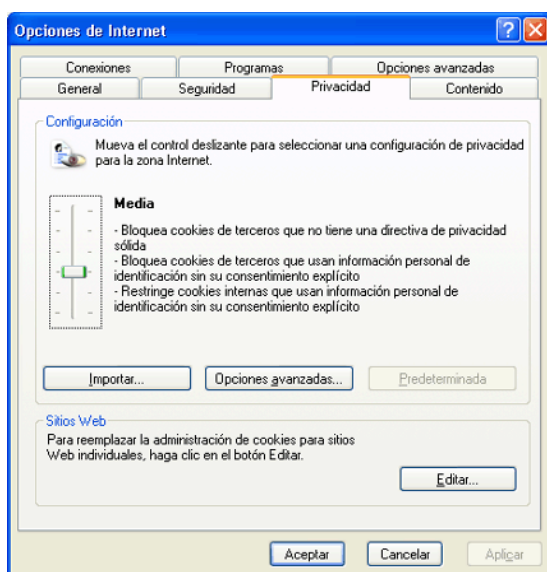 Opciones de Internet
Conexiones Programas Opciones avanzadas
General Seguridad Privacidad Contenido
Configuración
Mueva el control deslizante para seleccionar una configuración de privacidad
para la zona Internet.
Media
- Bloquea cookies de terceros que no tiene una directiva de privacidad
sólida
- Bloquea cookies de terceros que usan información personal de
identificación sin su consentimiento explícito
- Restringe cookies internas que usan información personal de
identificación sin su consentimiento explícito
Importar... Opciones avanzadas... Predeterminada
Sitios Web
Para reemplazar la administración de cookies para sitios
Web individuales, haga clic en el botón Editar.
Editar...
Aceptar Cancelar Aplicar